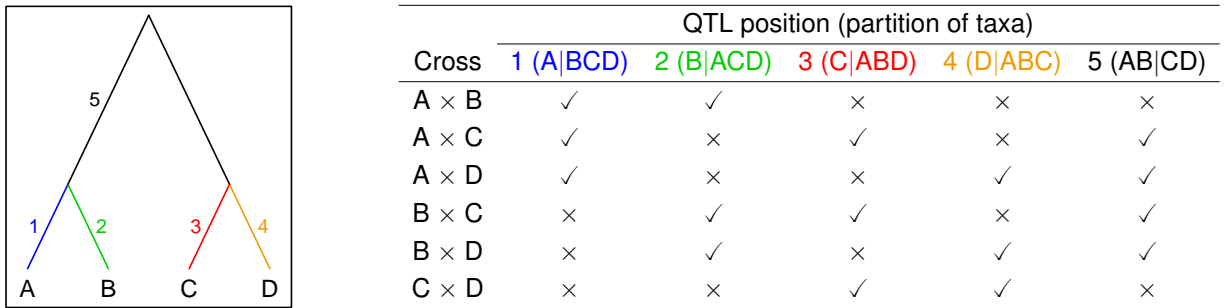 5
1
2
3
4
A
B
C
D
QTL position (partition of taxa)
Cross 1 (A|BCD) 2 (B|ACD) 3 (C|ABD) 4 (D|ABC) 5 (AB|CD)
A × B ✓ ✓ × × ×
A × C ✓ × ✓ × ✓
A × D ✓ × × ✓ ✓
B × C × ✓ ✓ × ✓
B × D × ✓ × ✓ ✓
C × D × × ✓ ✓ ×